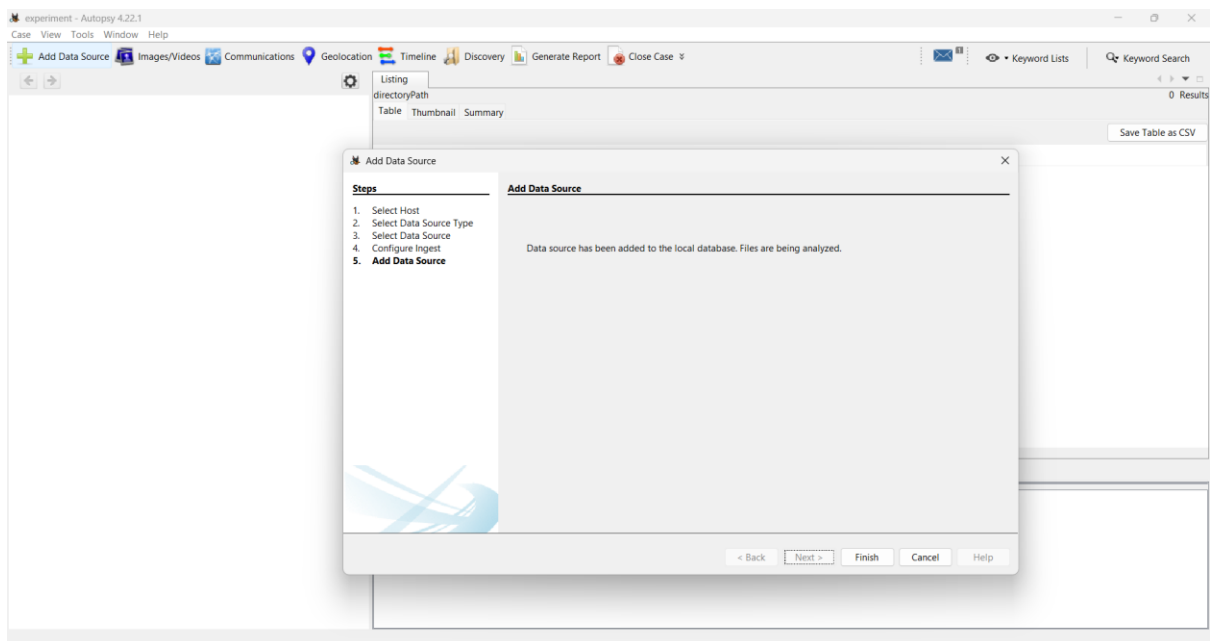 experiment - Autopsy 4.22.1
Case View Tools Window Help
Add Data Source Images/Videos Communications Geolocation Timeline Discovery Generate Report Close Case 1 Keyword Lists Keyword Search
Listing
directoryPath 0 Results
Table Thumbnail Summary
Save Table as CSV
Add Data Source
Steps
1. Select Host
2. Select Data Source Type
3. Select Data Source
4. Configure Ingest
5. Add Data Source
Add Data Source
Data source has been added to the local database. Files are being analyzed.
< Back Next > Finish Cancel Help